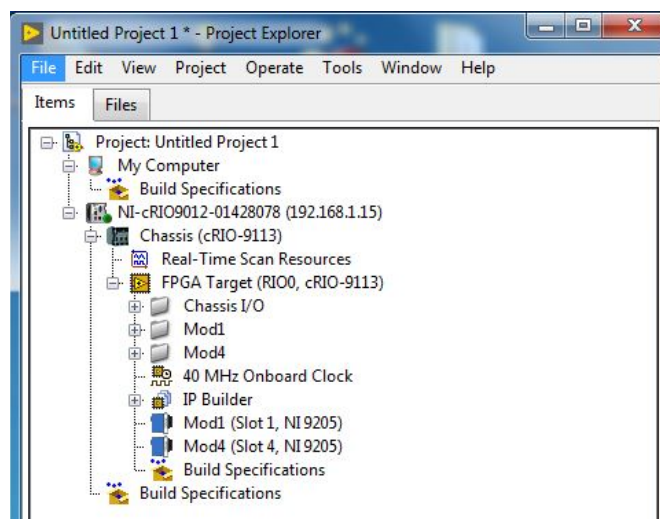 Untitled Project 1 * - Project Explorer
File Edit View Project Operate Tools Window Help
Items Files
Project: Untitled Project 1
My Computer
Build Specifications
NI-cRIO9012-01428078 (192.168.1.15)
Chassis (cRIO-9113)
Real-Time Scan Resources
FPGA Target (RIO0, cRIO-9113)
Chassis I/O
Mod1
Mod4
40 MHz Onboard Clock
IP Builder
Mod1 (Slot 1, NI 9205)
Mod4 (Slot 4, NI 9205)
Build Specifications
Build Specifications